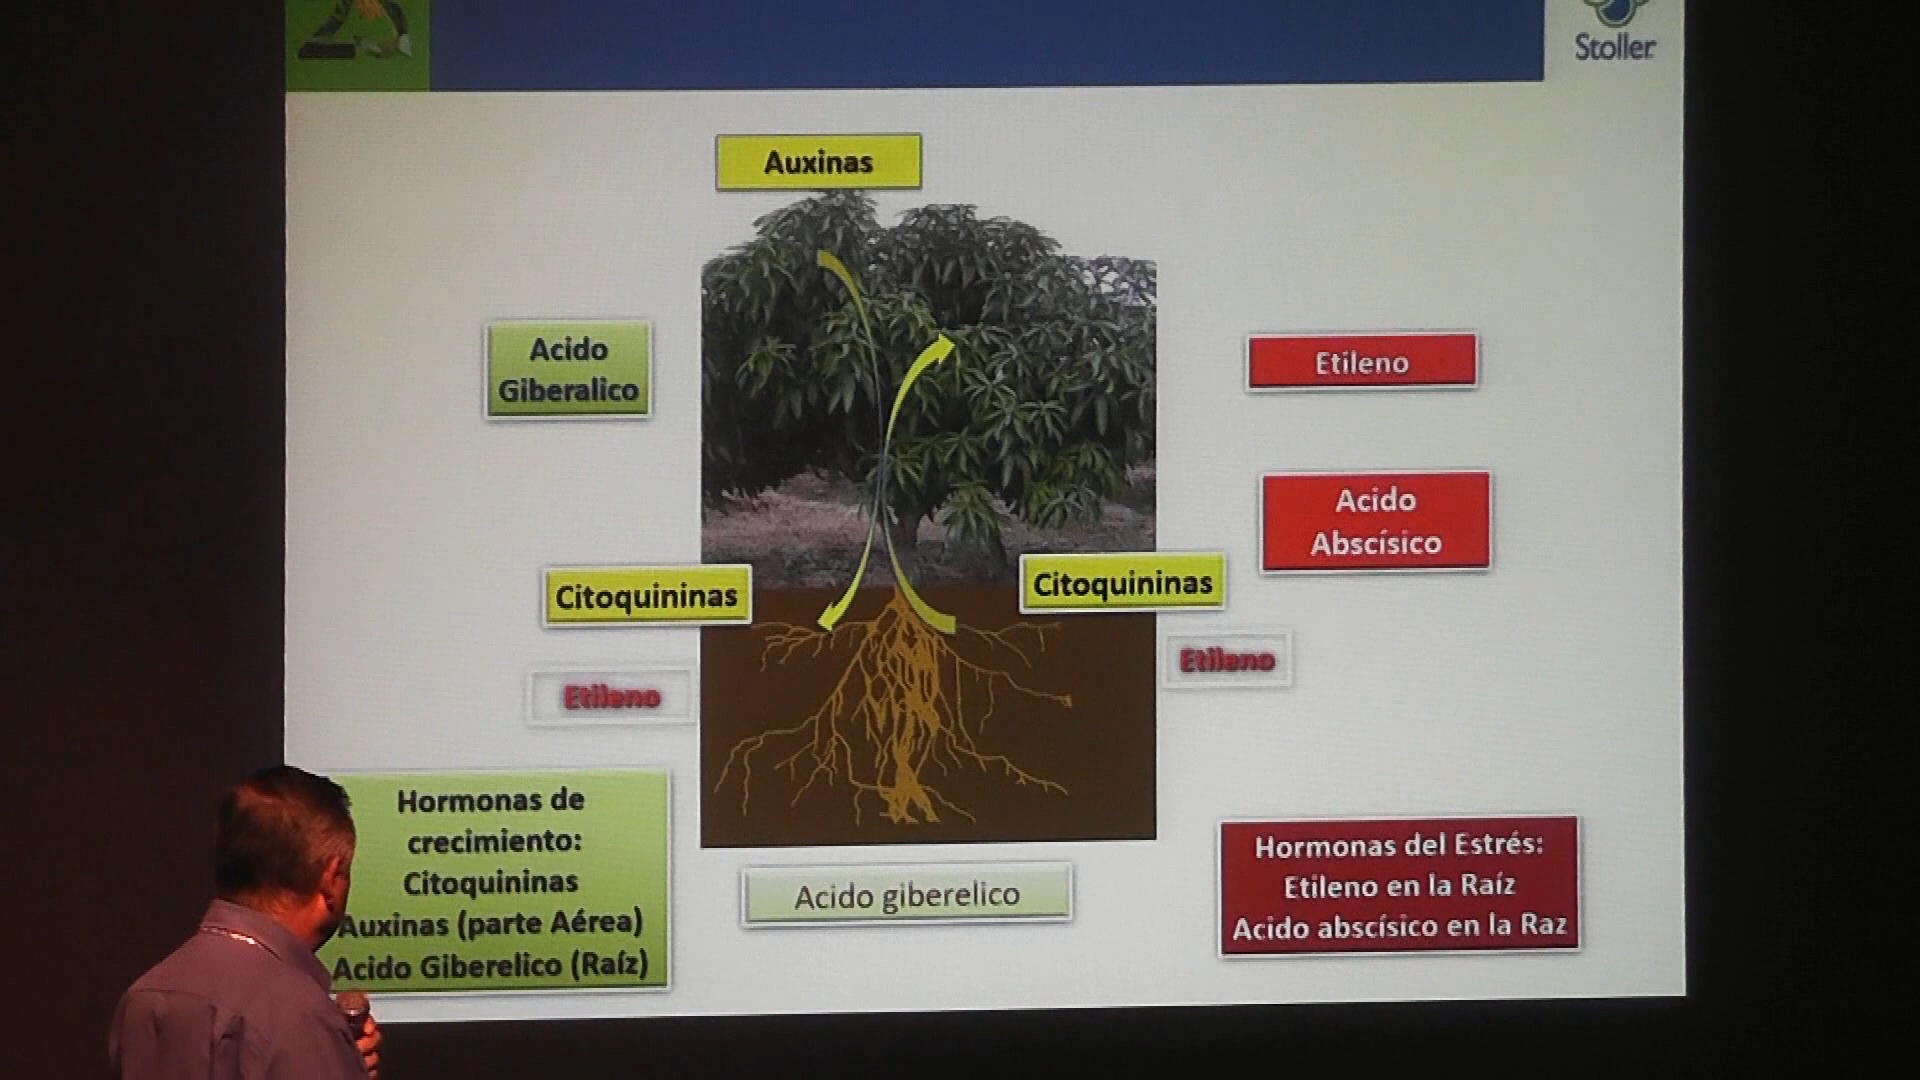 Stoller
Auxinas
Acido
Giberalico
Etileno
Acido
Abscísico
Citoquininas
Citoquininas
Etileno
Etileno
Hormonas de
crecimiento:
Citoquininas
Auxinas (parte Aérea)
Acido Giberelico (Raíz)
Acido giberelico
Hormonas del Estrés:
Etileno en la Raíz
Acido abscísico en la Raz